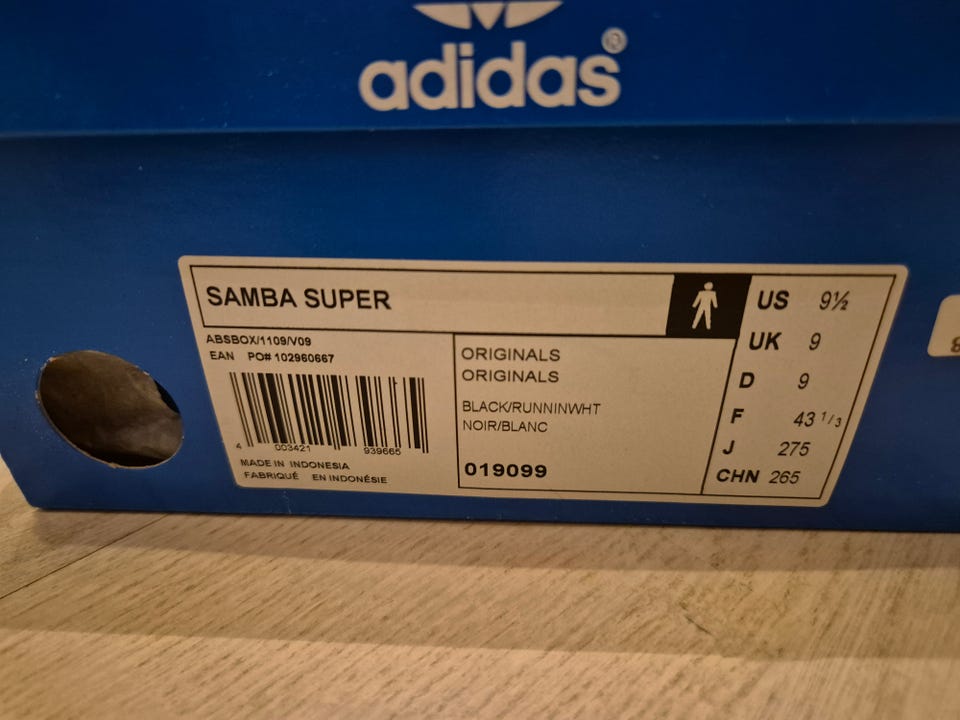 adidas®
SAMBA SUPER
ABSBOX/1109/V09
EAN PO# 102960667
4 003421 939665
MADE IN INDONESIA
FABRIQUÉ EN INDONÉSIE
ORIGINALS
ORIGINALS
BLACK/RUNNINWHT
NOIR/BLANC
019099
US 9½
UK 9
D 9
F 43 1/3
J 275
CHN 265